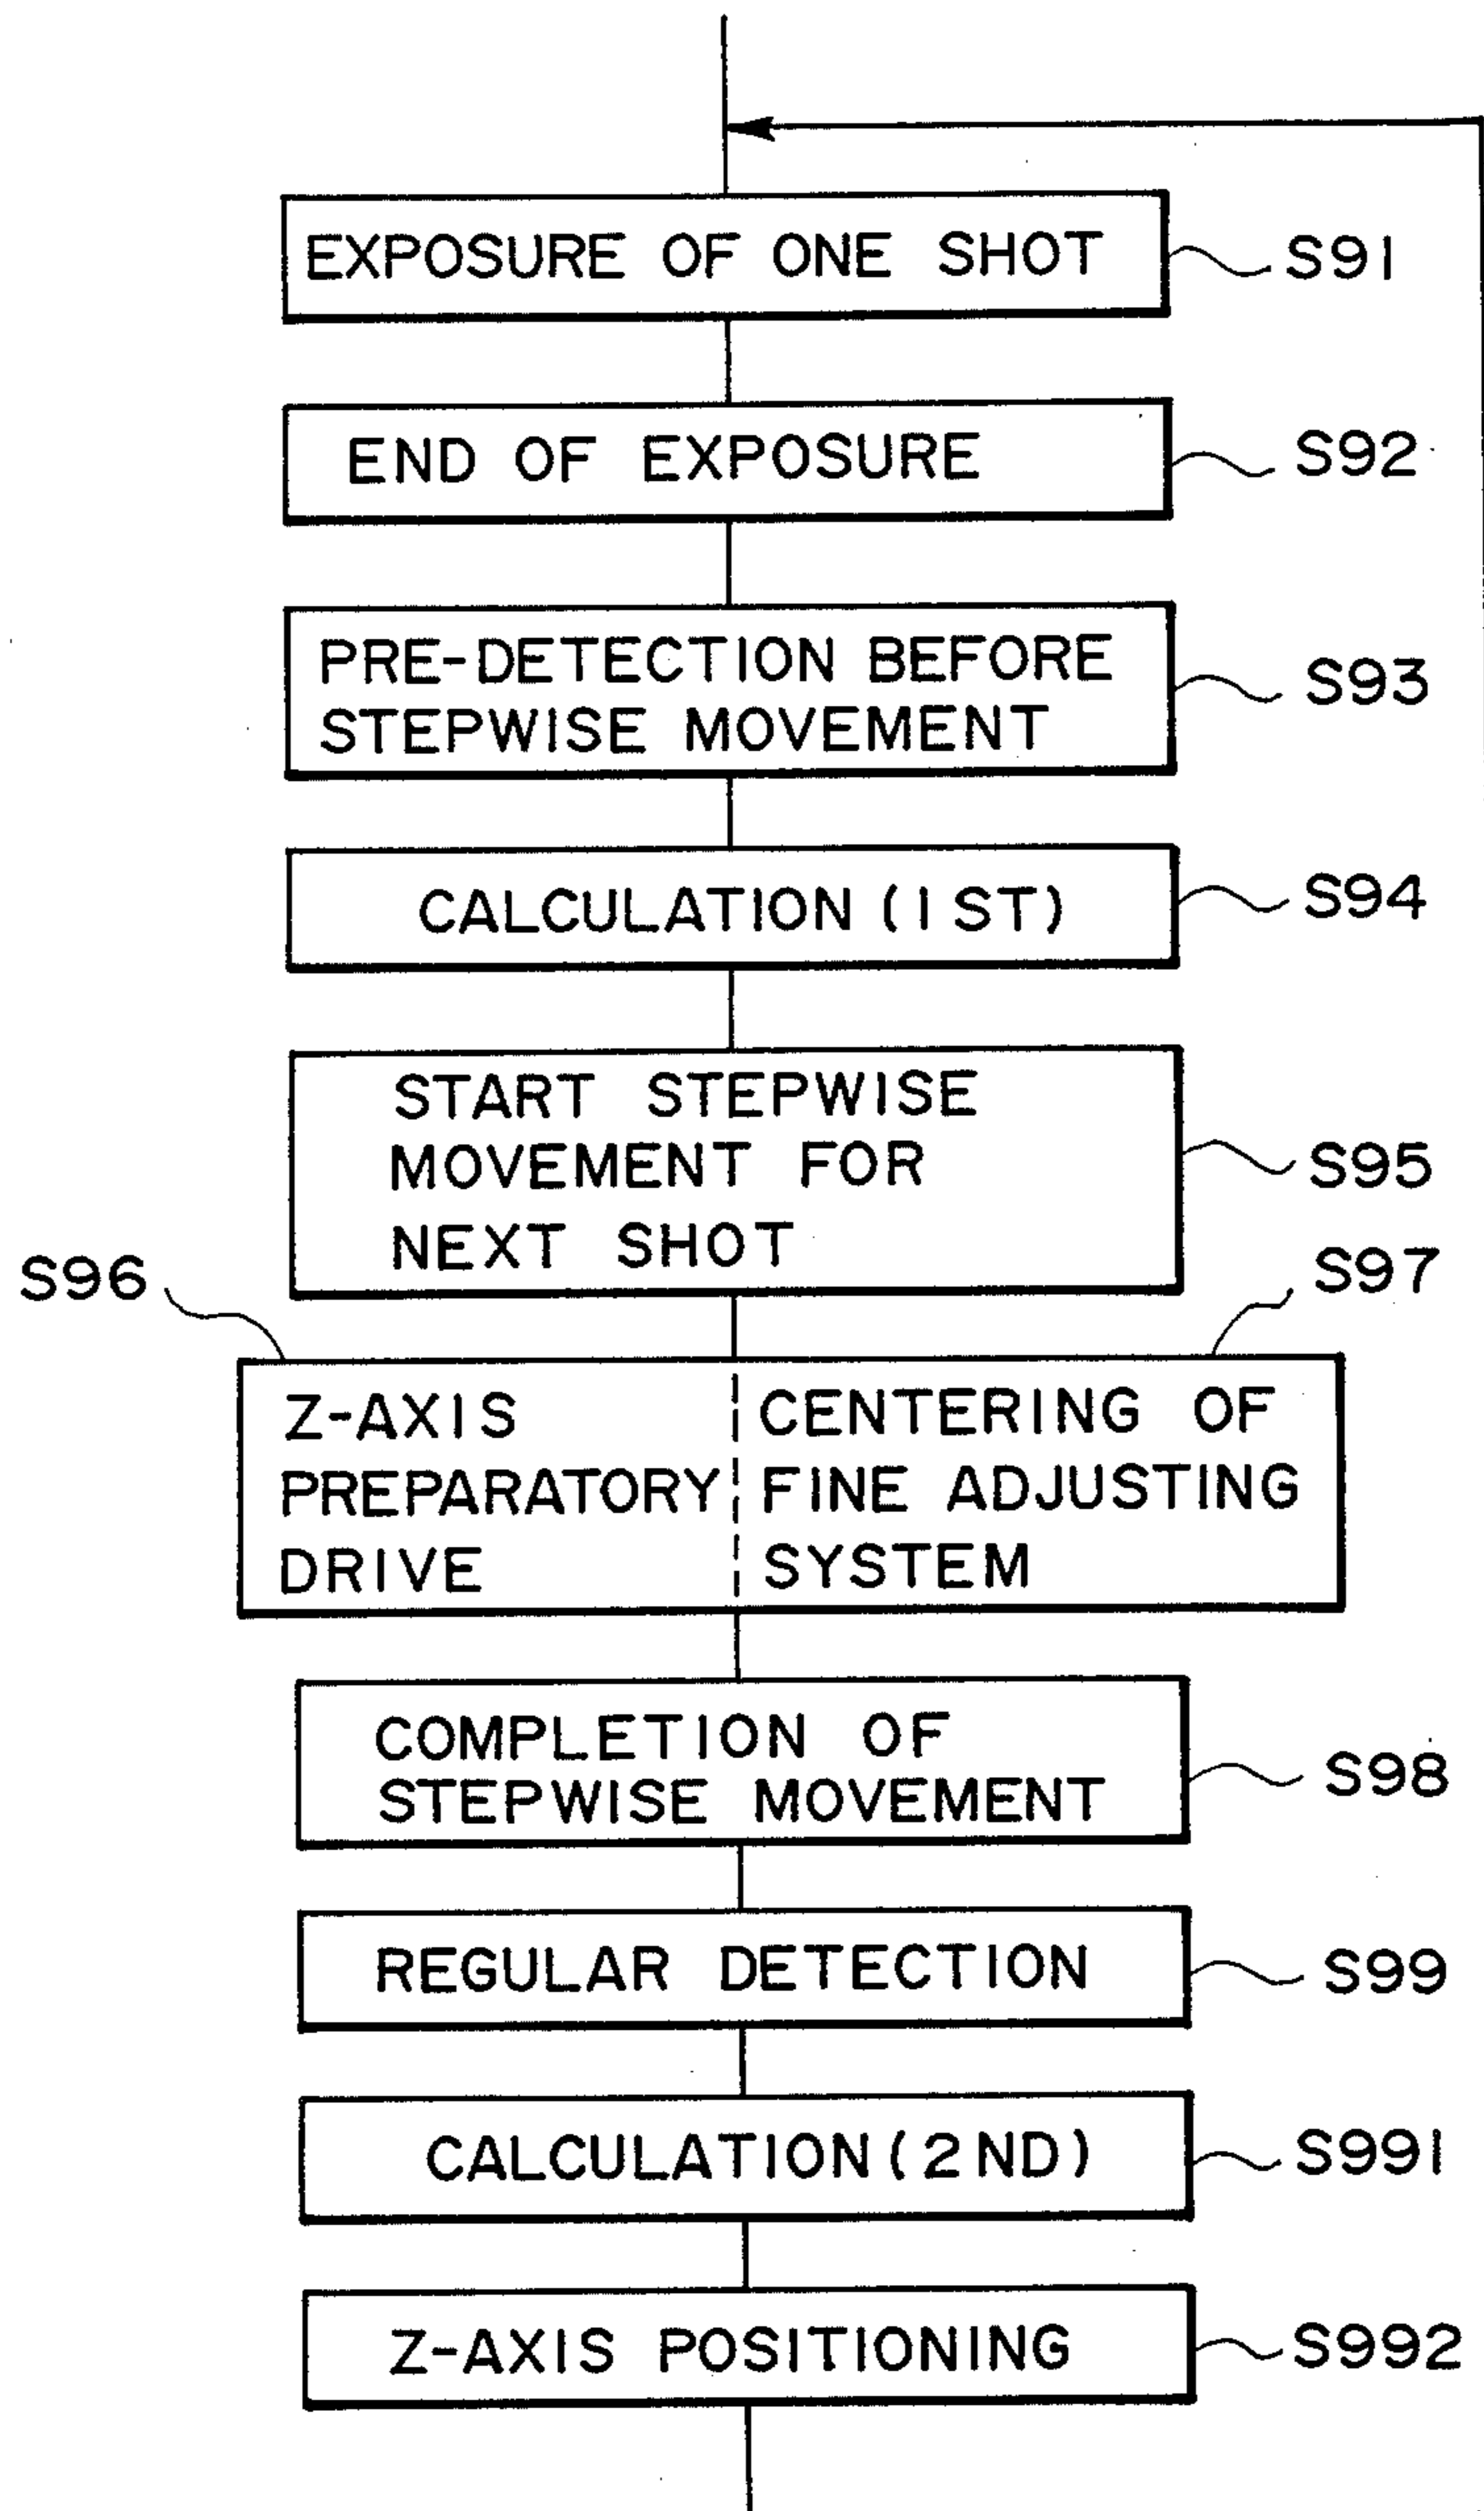 EXPOSURE OF ONE SHOT
S91
END OF EXPOSURE
S92
PRE-DETECTION BEFORE
STEPWISE MOVEMENT
S93
CALCULATION (1ST)
S94
START STEPWISE
MOVEMENT FOR
NEXT SHOT
S95
S96
S97
Z-AXIS
PREPARATORY
DRIVE
CENTERING OF
FINE ADJUSTING
SYSTEM
COMPLETION OF
STEPWISE MOVEMENT
S98
REGULAR DETECTION
S99
CALCULATION (2ND)
S991
Z-AXIS POSITIONING
S992